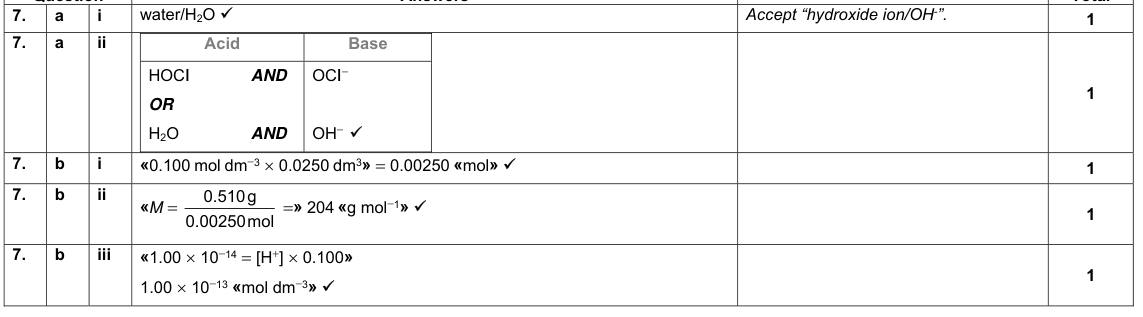 7. a i water/H₂O ✓ Accept “hydroxide ion/OH⁻”. 1
7. a ii Acid Base
HOCl AND OCl⁻
OR
1
H₂O AND OH⁻ ✓
7. b i «0.100 mol dm⁻³ × 0.0250 dm³» = 0.00250 «mol» ✓ 1
7. b ii «M = 0.510 g / 0.00250 mol =» 204 «g mol⁻¹» ✓ 1
7. b iii «1.00 × 10⁻¹⁴ = [H⁺] × 0.100»
1.00 × 10⁻¹³ «mol dm⁻³» ✓ 1